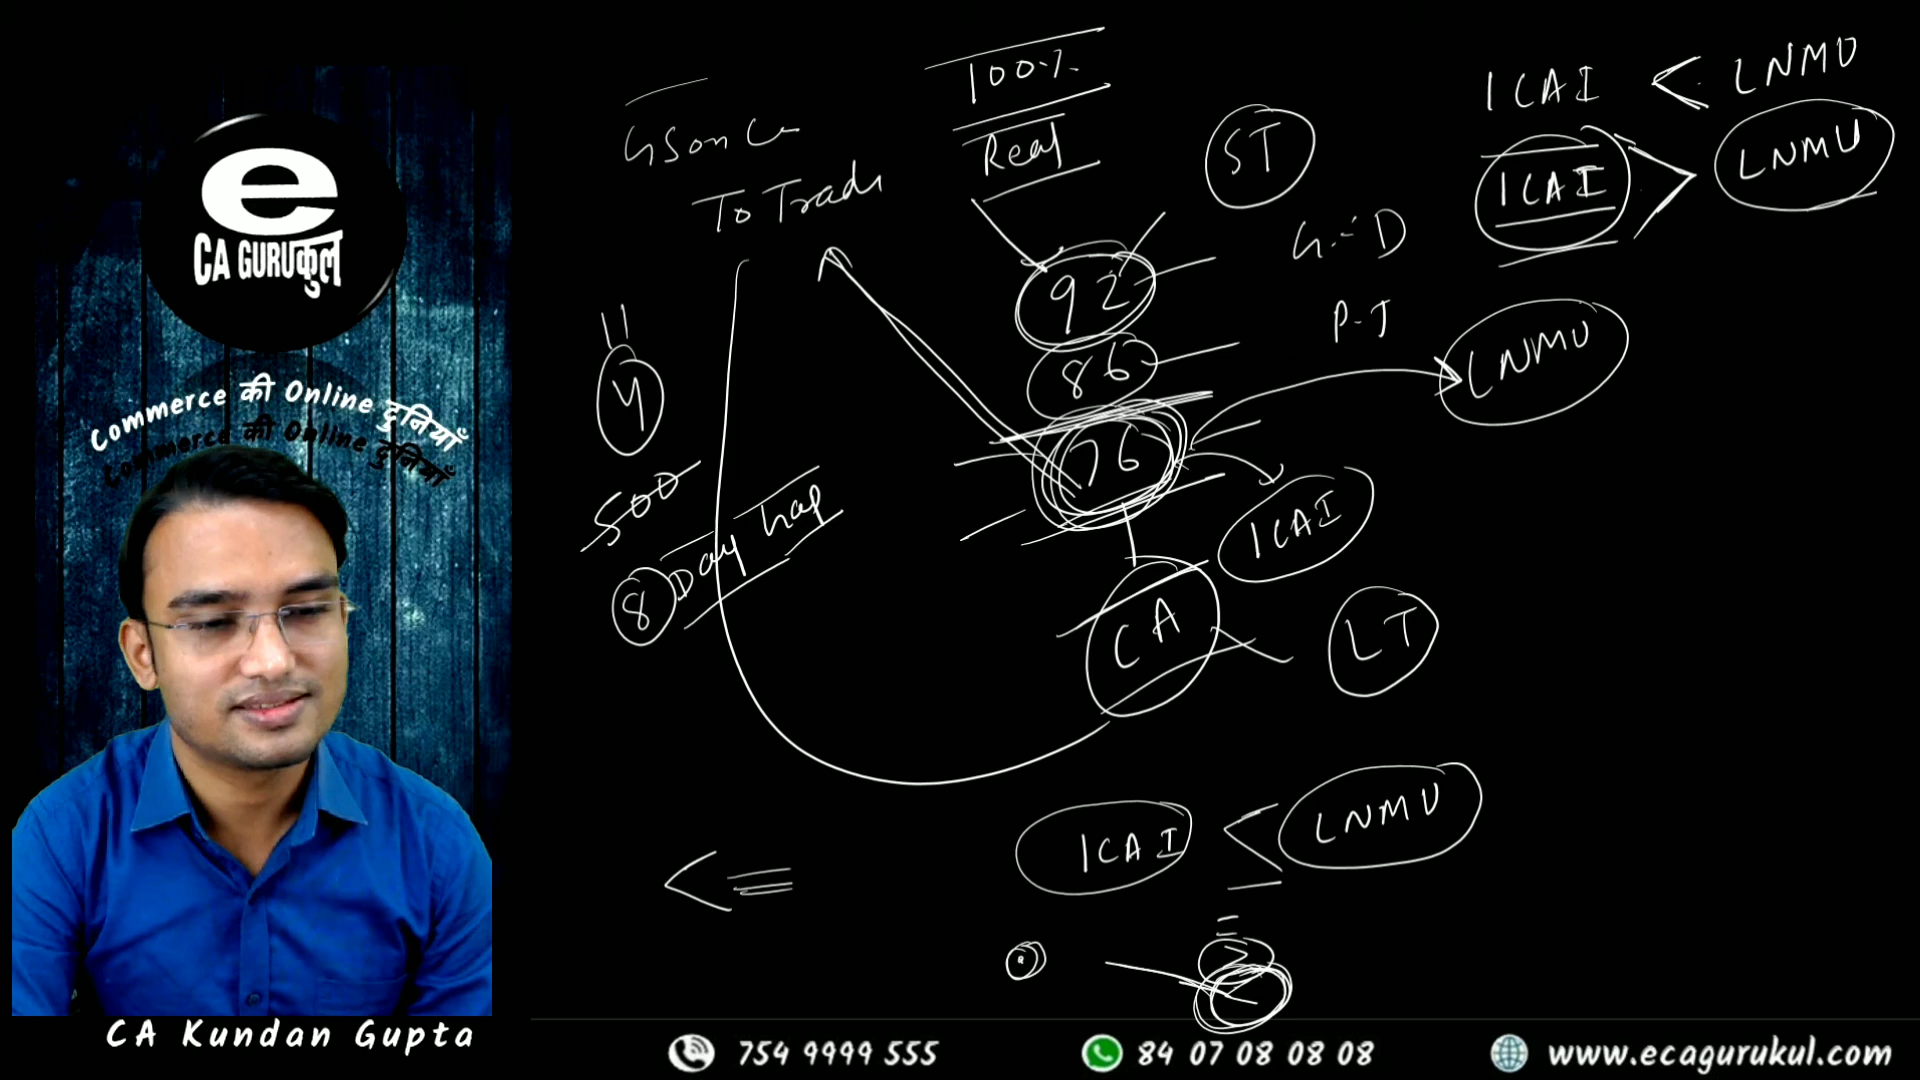 e
CA GURUकुल
Commerce की Online दुनियाँ
CA Kundan Gupta
100%
Real
To Trad
ST
92
86
76
CA
LT
ICAI < LNMU
ICAI > LNMU
G D
P-I
LNMU
ICAI
4
500
8 Day
ICAI < LNMU
<
=
754 9999 555
84 07 08 08 08
www.ecagurukul.com